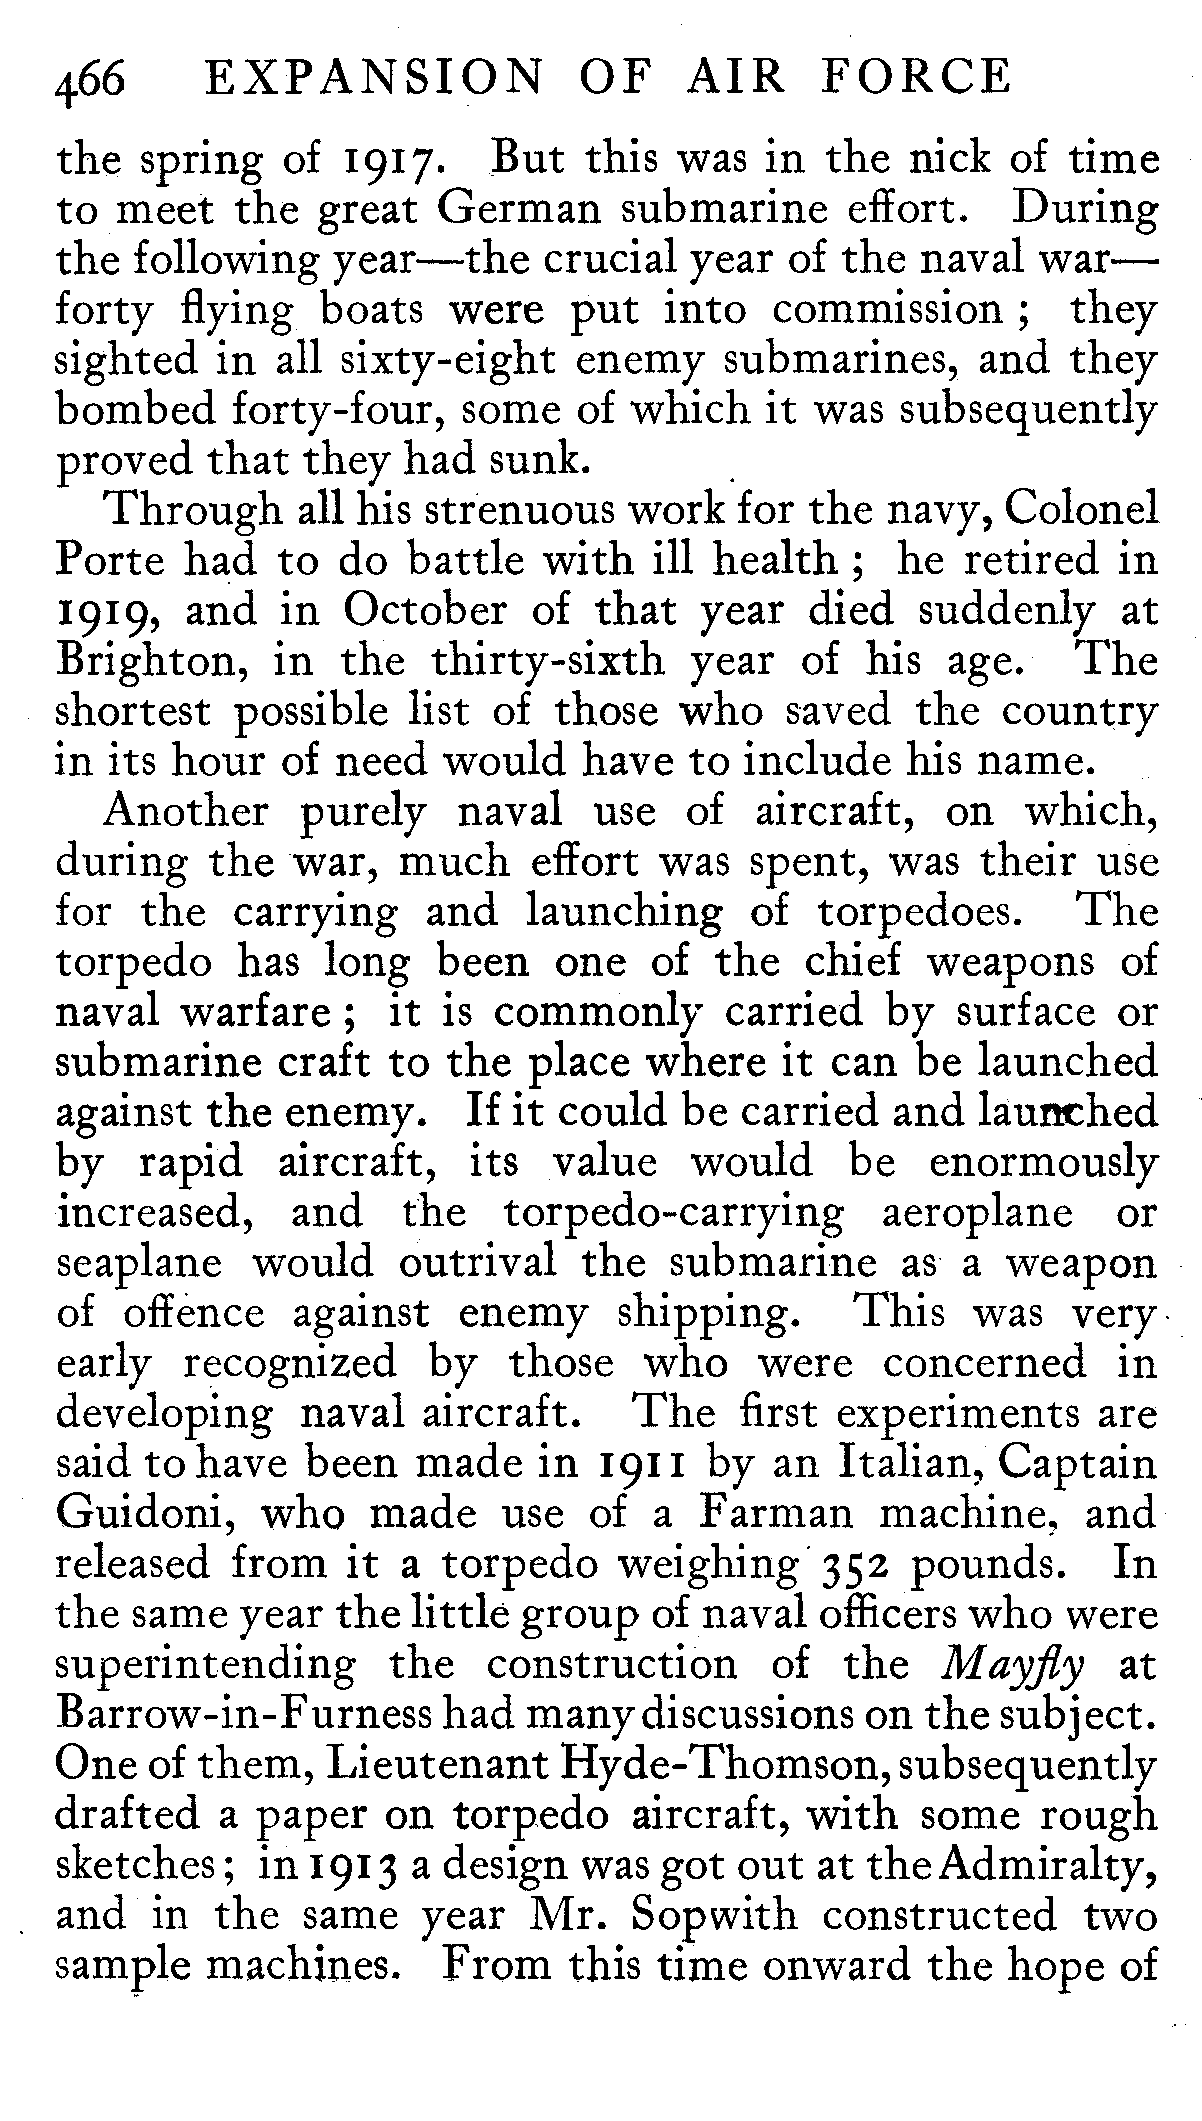 466 EXPANSION OF AIR FORCE
the spring of 1917. But this was in the nick of time
to meet the great German submarine effort. During
the following year—the crucial year of the naval war—
forty flying boats were put into commission ; they
sighted in all sixty-eight enemy submarines, and they
bombed forty-four, some of which it was subsequently
proved that they had sunk.
Through all his strenuous work for the navy, Colonel
Porte had to do battle with ill health ; he retired in
1919, and in October of that year died suddenly at
Brighton, in the thirty-sixth year of his age. The
shortest possible list of those who saved the country
in its hour of need would have to include his name.
Another purely naval use of aircraft, on which,
during the war, much effort was spent, was their use
for the carrying and launching of torpedoes. The
torpedo has long been one of the chief weapons of
naval warfare ; it is commonly carried by surface or
submarine craft to the place where it can be launched
against the enemy. If it could be carried and launched
by rapid aircraft, its value would be enormously
increased, and the torpedo-carrying aeroplane or
seaplane would outrival the submarine as a weapon
of offence against enemy shipping. This was very
early recognized by those who were concerned in
developing naval aircraft. The first experiments are
said to have been made in 1911 by an Italian, Captain
Guidoni, who made use of a Farman machine, and
released from it a torpedo weighing 352 pounds. In
the same year the little group of naval officers who were
superintending the construction of the Mayfly at
Barrow-in-Furness had many discussions on the subject.
One of them, Lieutenant Hyde-Thomson, subsequently
drafted a paper on torpedo aircraft, with some rough
sketches ; in 1913 a design was got out at the Admiralty,
and in the same year Mr. Sopwith constructed two
sample machines. From this time onward the hope of